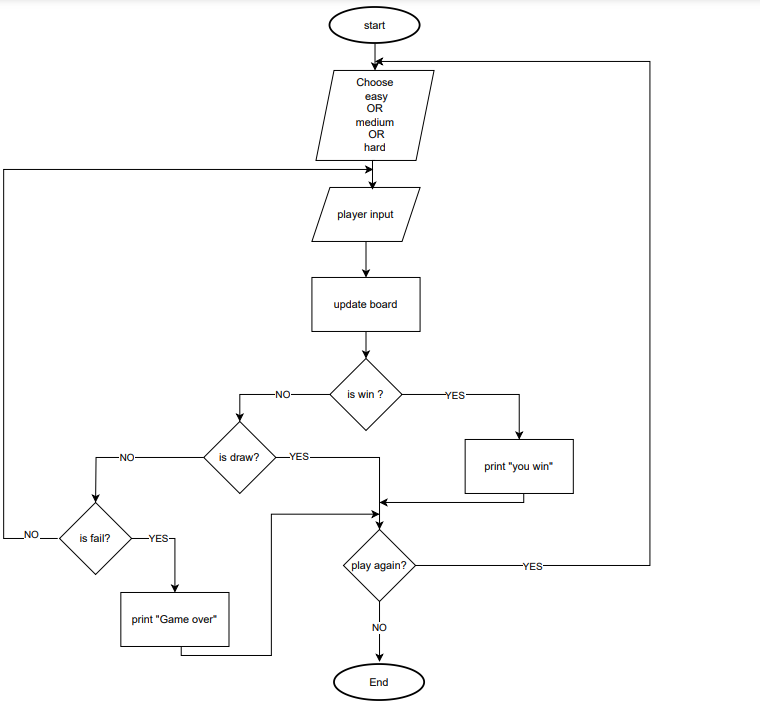 start
Choose
easy
OR
medium
OR
hard
player input
update board
is win ?
NO
YES
is draw?
NO
YES
print "you win"
is fail?
NO
YES
play again?
YES
print "Game over"
NO
End